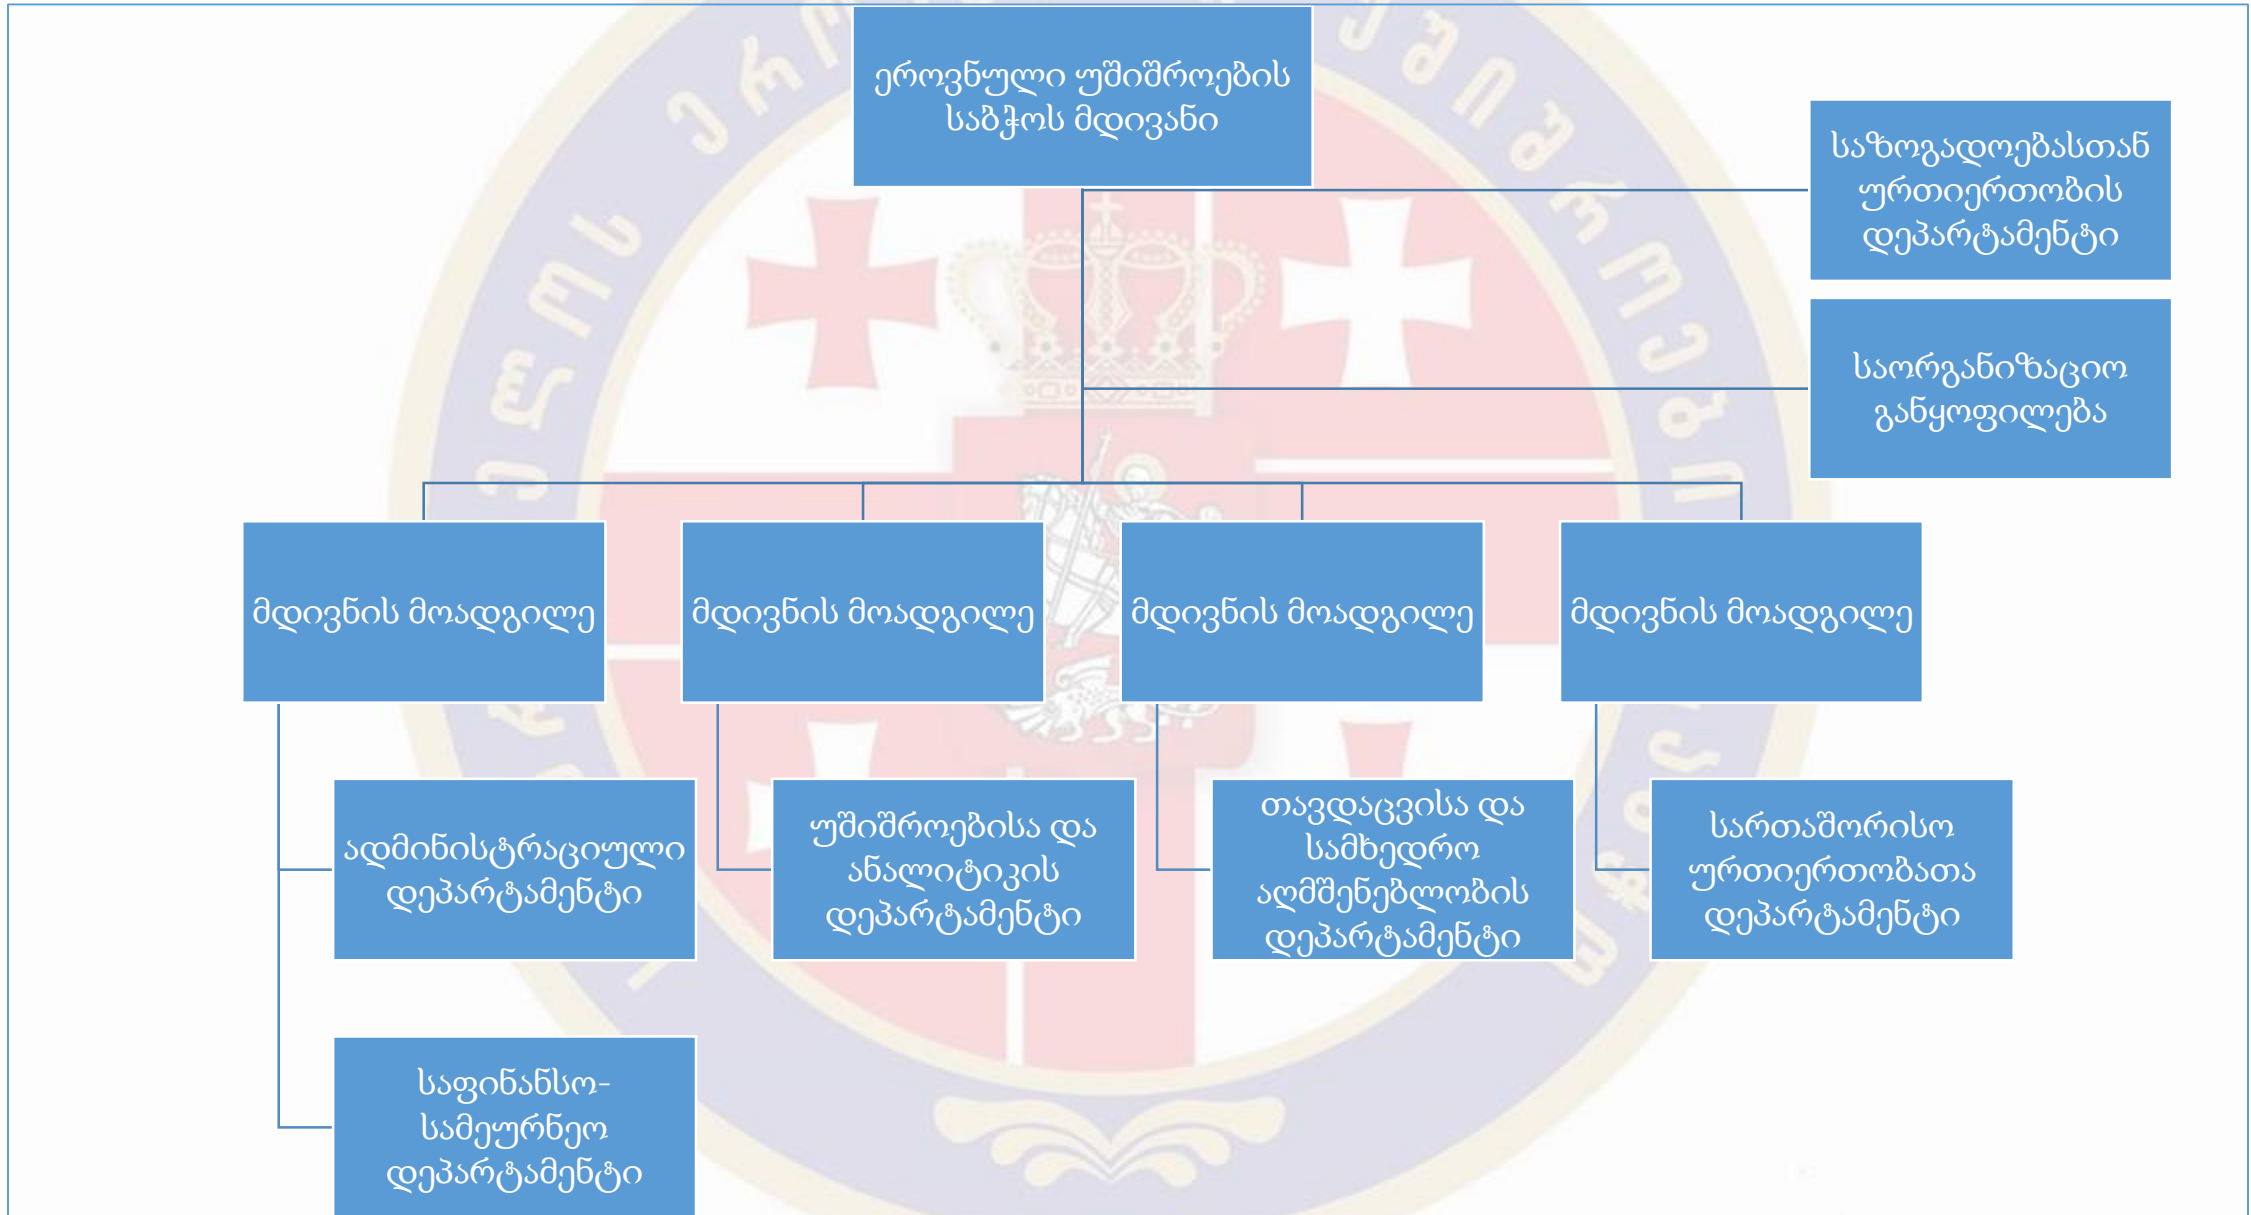 ეროვნული უშიშროების
საბჭოს მდივანი
საზოგადოებასთან
ურთიერთობის
დეპარტამენტი
საორგანიზაციო
განყოფილება
მდივნის მოადგილე
მდივნის მოადგილე
მდივნის მოადგილე
მდივნის მოადგილე
ადმინისტრაციული
დეპარტამენტი
უშიშროებისა და
ანალიტიკის
დეპარტამენტი
თავდაცვისა და
სამხედრო
აღმშენებლობის
დეპარტამენტი
სართაშორისო
ურთიერთობათა
დეპარტამენტი
საფინანსო-
სამეურნეო
დეპარტამენტი